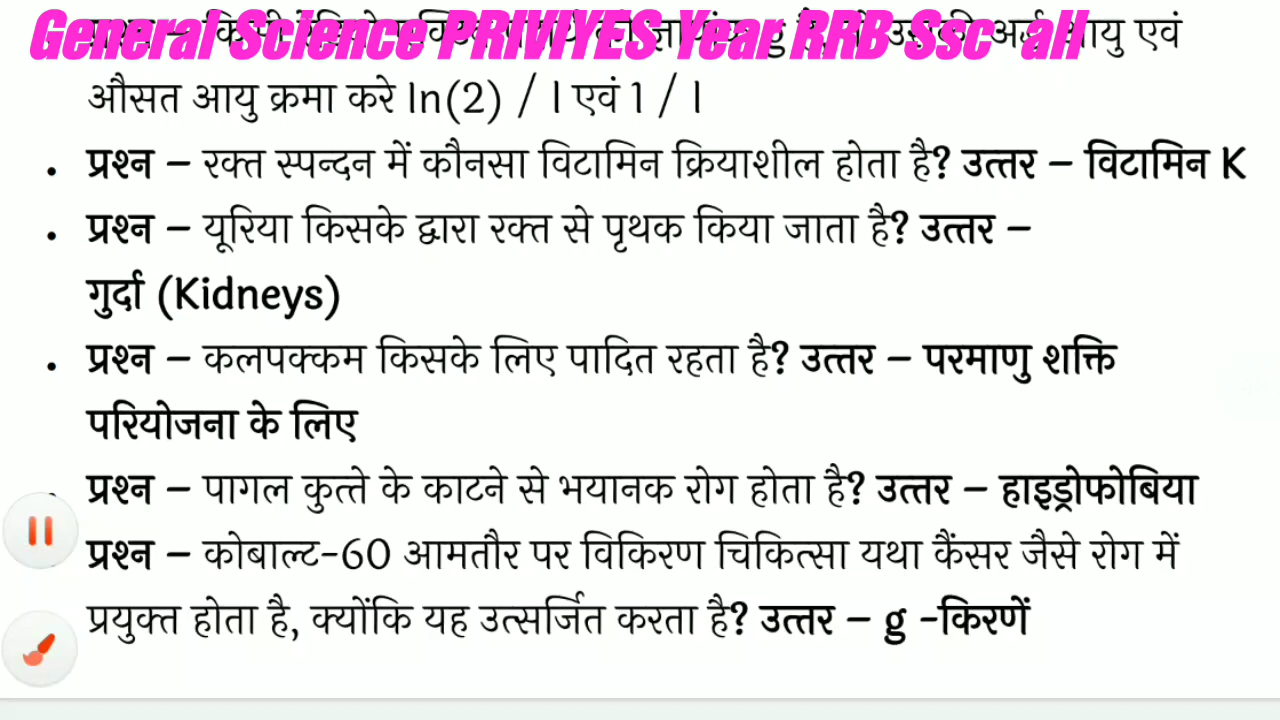 General Science PRIVIYES Year RRB Ssc all
आयु एवं
औसत आयु क्रमा करे ln(2) / l एवं 1 / l
• प्रश्न – रक्त स्पन्दन में कौनसा विटामिन क्रियाशील होता है? उत्तर – विटामिन K
• प्रश्न – यूरिया किसके द्वारा रक्त से पृथक किया जाता है? उत्तर –
गुर्दा (Kidneys)
• प्रश्न – कलपक्कम किसके लिए पादित रहता है? उत्तर – परमाणु शक्ति
परियोजना के लिए
प्रश्न – पागल कुत्ते के काटने से भयानक रोग होता है? उत्तर – हाइड्रोफोबिया
प्रश्न – कोबाल्ट-60 आमतौर पर विकिरण चिकित्सा यथा कैंसर जैसे रोग में
प्रयुक्त होता है, क्योंकि यह उत्सर्जित करता है? उत्तर – g -किरणें